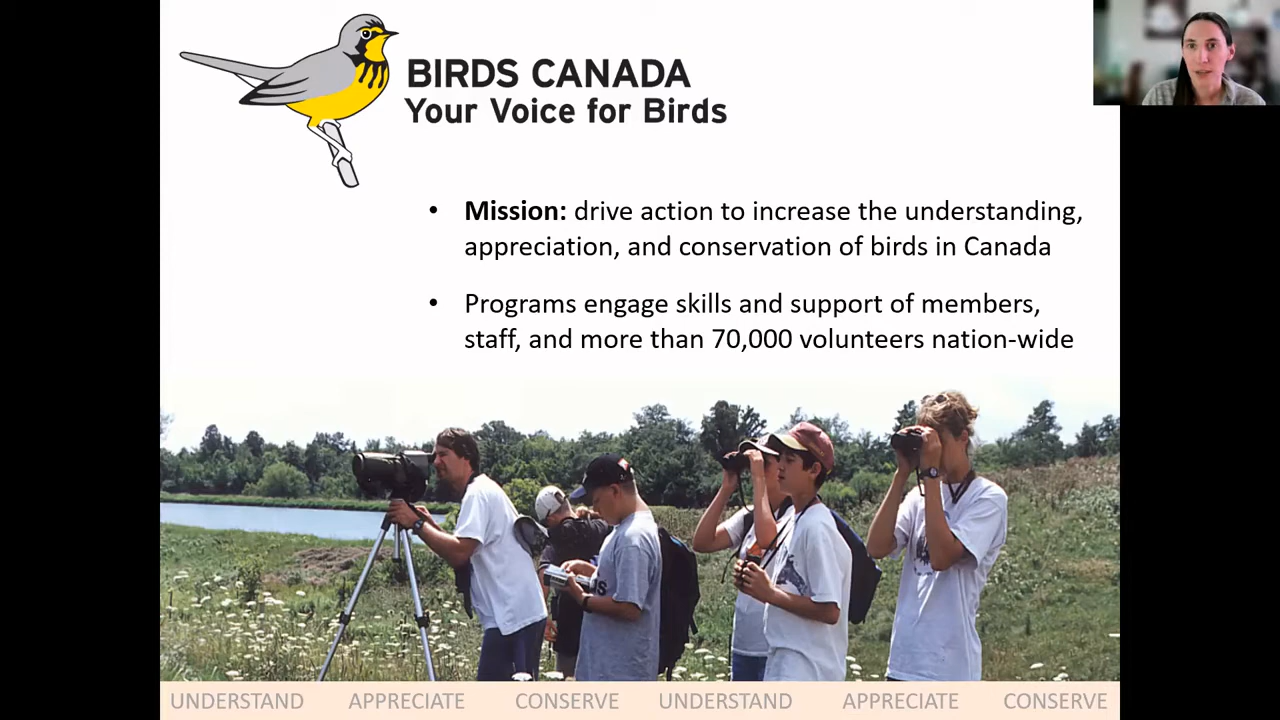 BIRDS CANADA
Your Voice for Birds
• Mission: drive action to increase the understanding,
appreciation, and conservation of birds in Canada
• Programs engage skills and support of members,
staff, and more than 70,000 volunteers nation-wide
UNDERSTAND APPRECIATE CONSERVE UNDERSTAND APPRECIATE CONSERVE